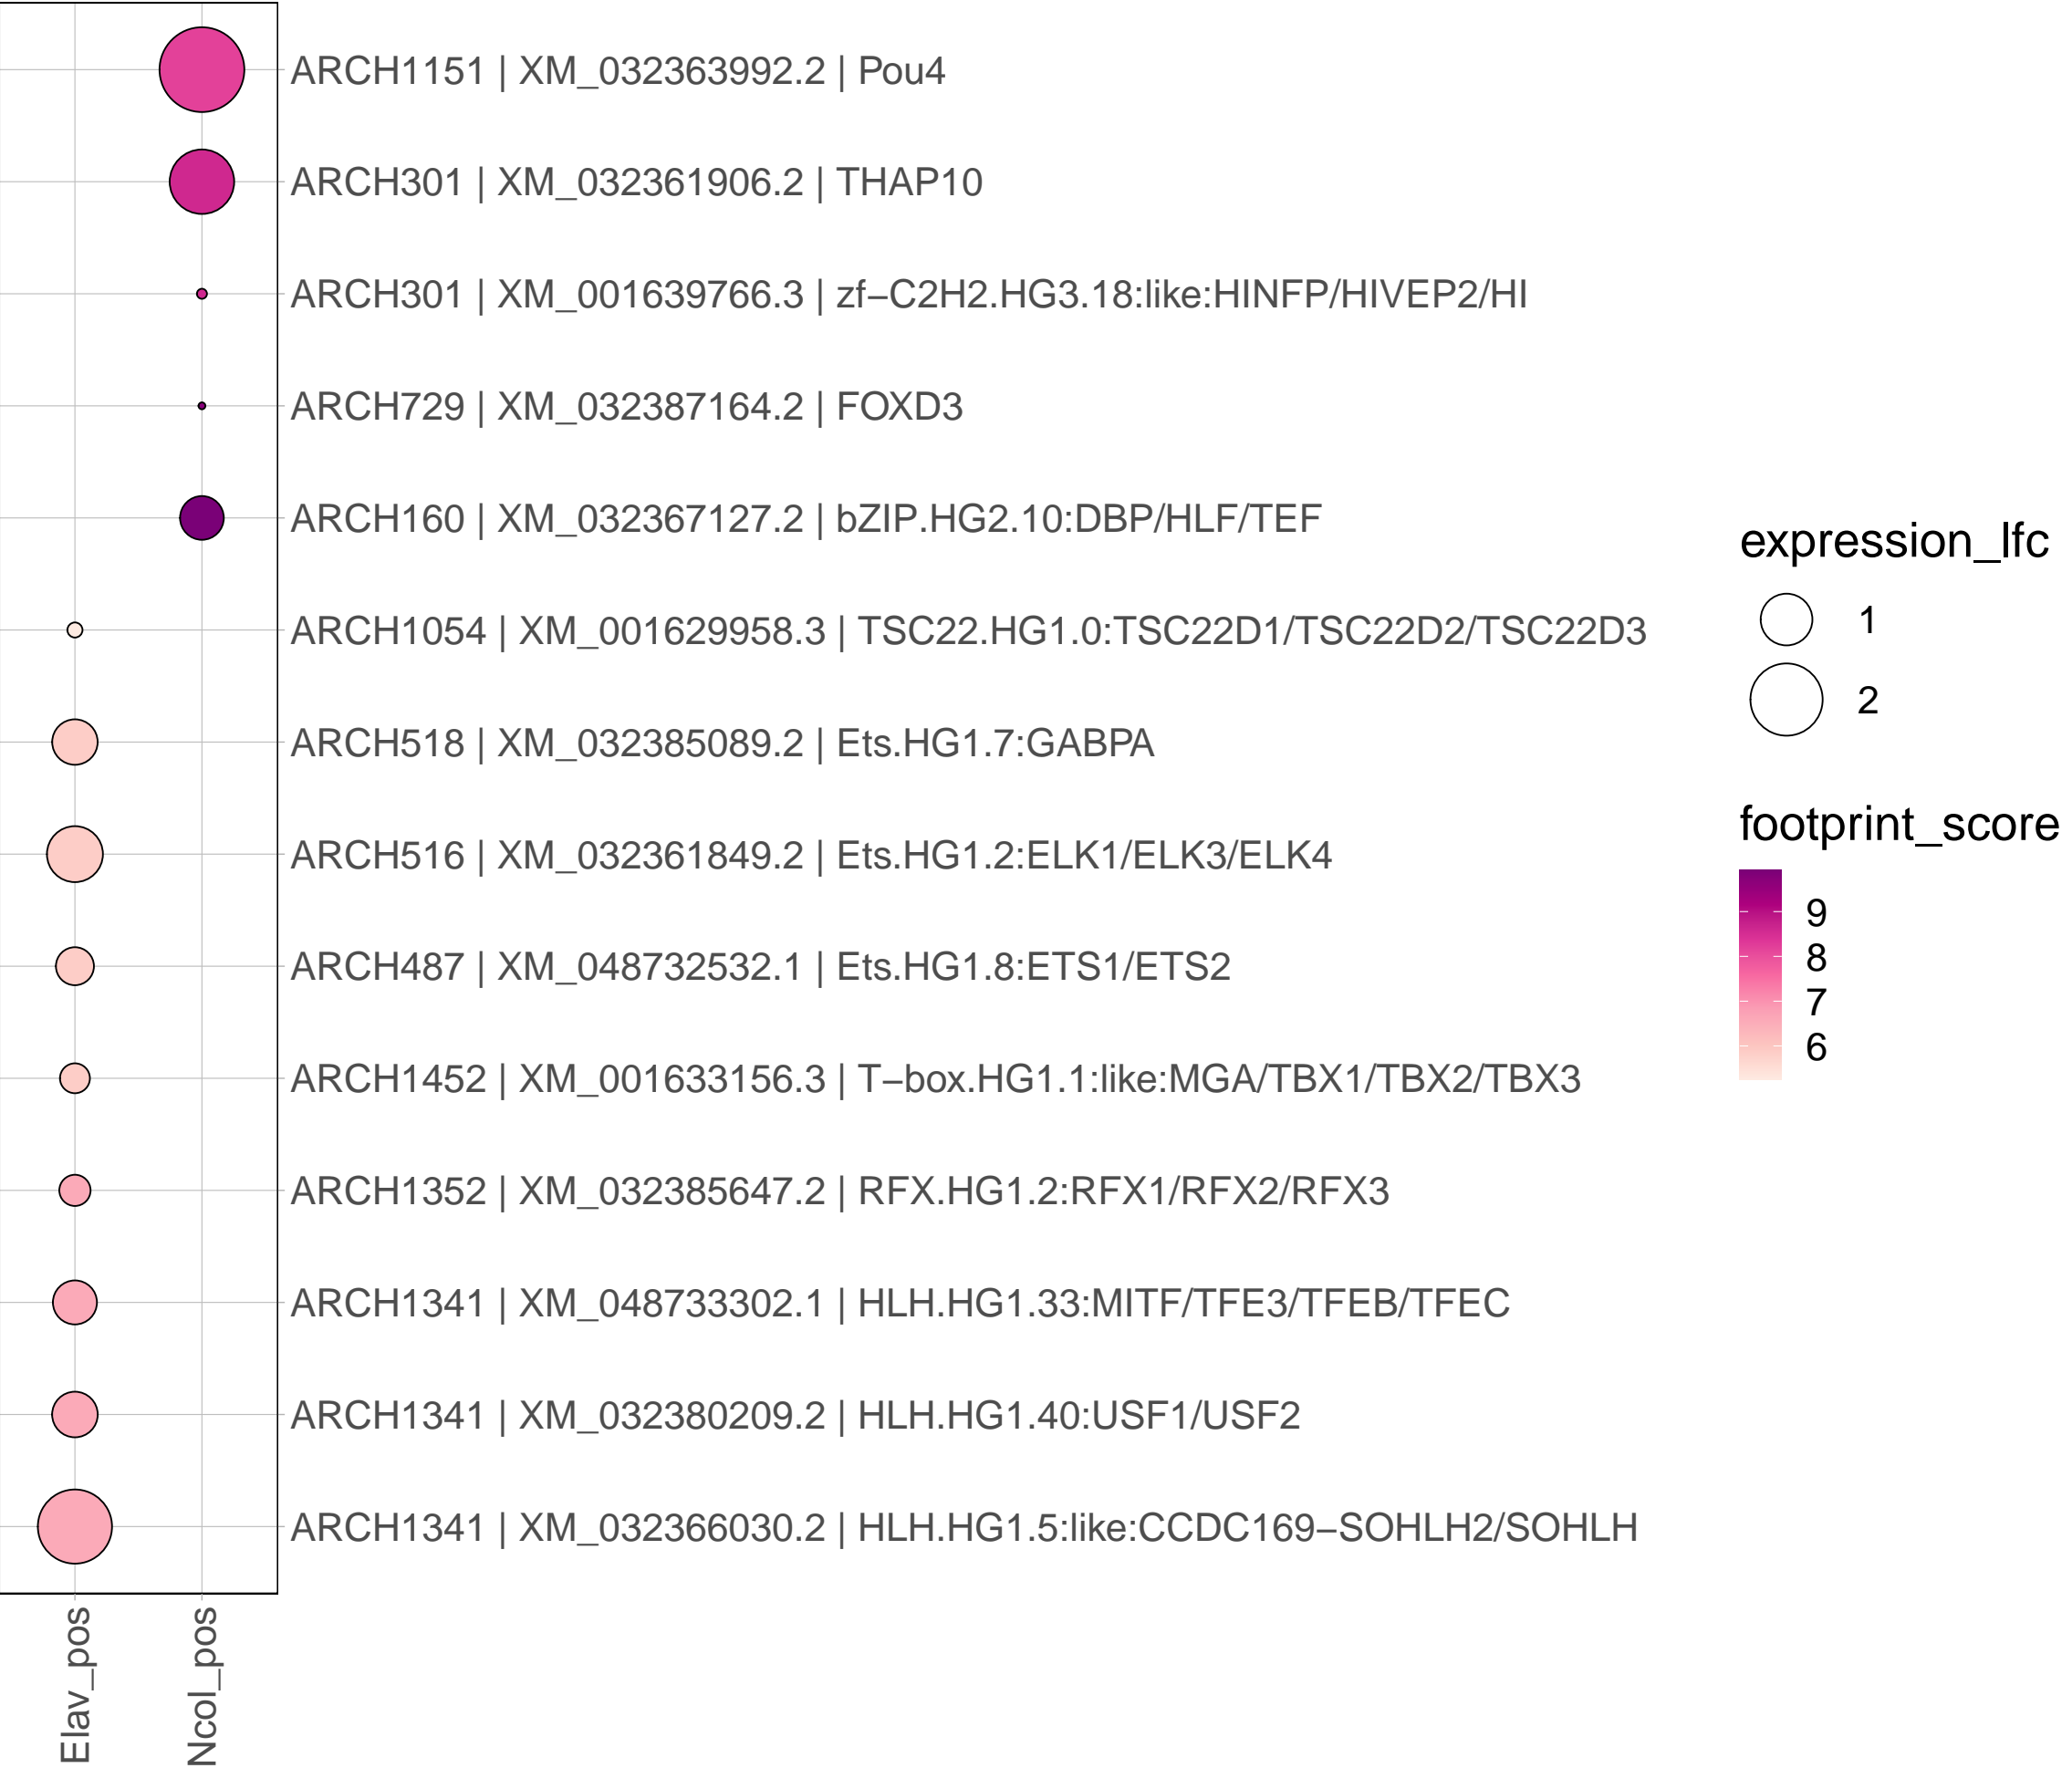 ARCH1151 | XM_032363992.2 | Pou4
ARCH301 | XM_032361906.2 | THAP10
ARCH301 | XM_001639766.3 | zf−C2H2.HG3.18:like:HINFP/HIVEP2/HI
ARCH729 | XM_032387164.2 | FOXD3
ARCH160 | XM_032367127.2 | bZIP.HG2.10:DBP/HLF/TEF
ARCH1054 | XM_001629958.3 | TSC22.HG1.0:TSC22D1/TSC22D2/TSC22D3
ARCH518 | XM_032385089.2 | Ets.HG1.7:GABPA
ARCH516 | XM_032361849.2 | Ets.HG1.2:ELK1/ELK3/ELK4
ARCH487 | XM_048732532.1 | Ets.HG1.8:ETS1/ETS2
ARCH1452 | XM_001633156.3 | T−box.HG1.1:like:MGA/TBX1/TBX2/TBX3
ARCH1352 | XM_032385647.2 | RFX.HG1.2:RFX1/RFX2/RFX3
ARCH1341 | XM_048733302.1 | HLH.HG1.33:MITF/TFE3/TFEB/TFEC
ARCH1341 | XM_032380209.2 | HLH.HG1.40:USF1/USF2
ARCH1341 | XM_032366030.2 | HLH.HG1.5:like:CCDC169−SOHLH2/SOHLH
Elav_pos
Ncol_pos
expression_lfc
1
2
footprint_score
9
8
7
6